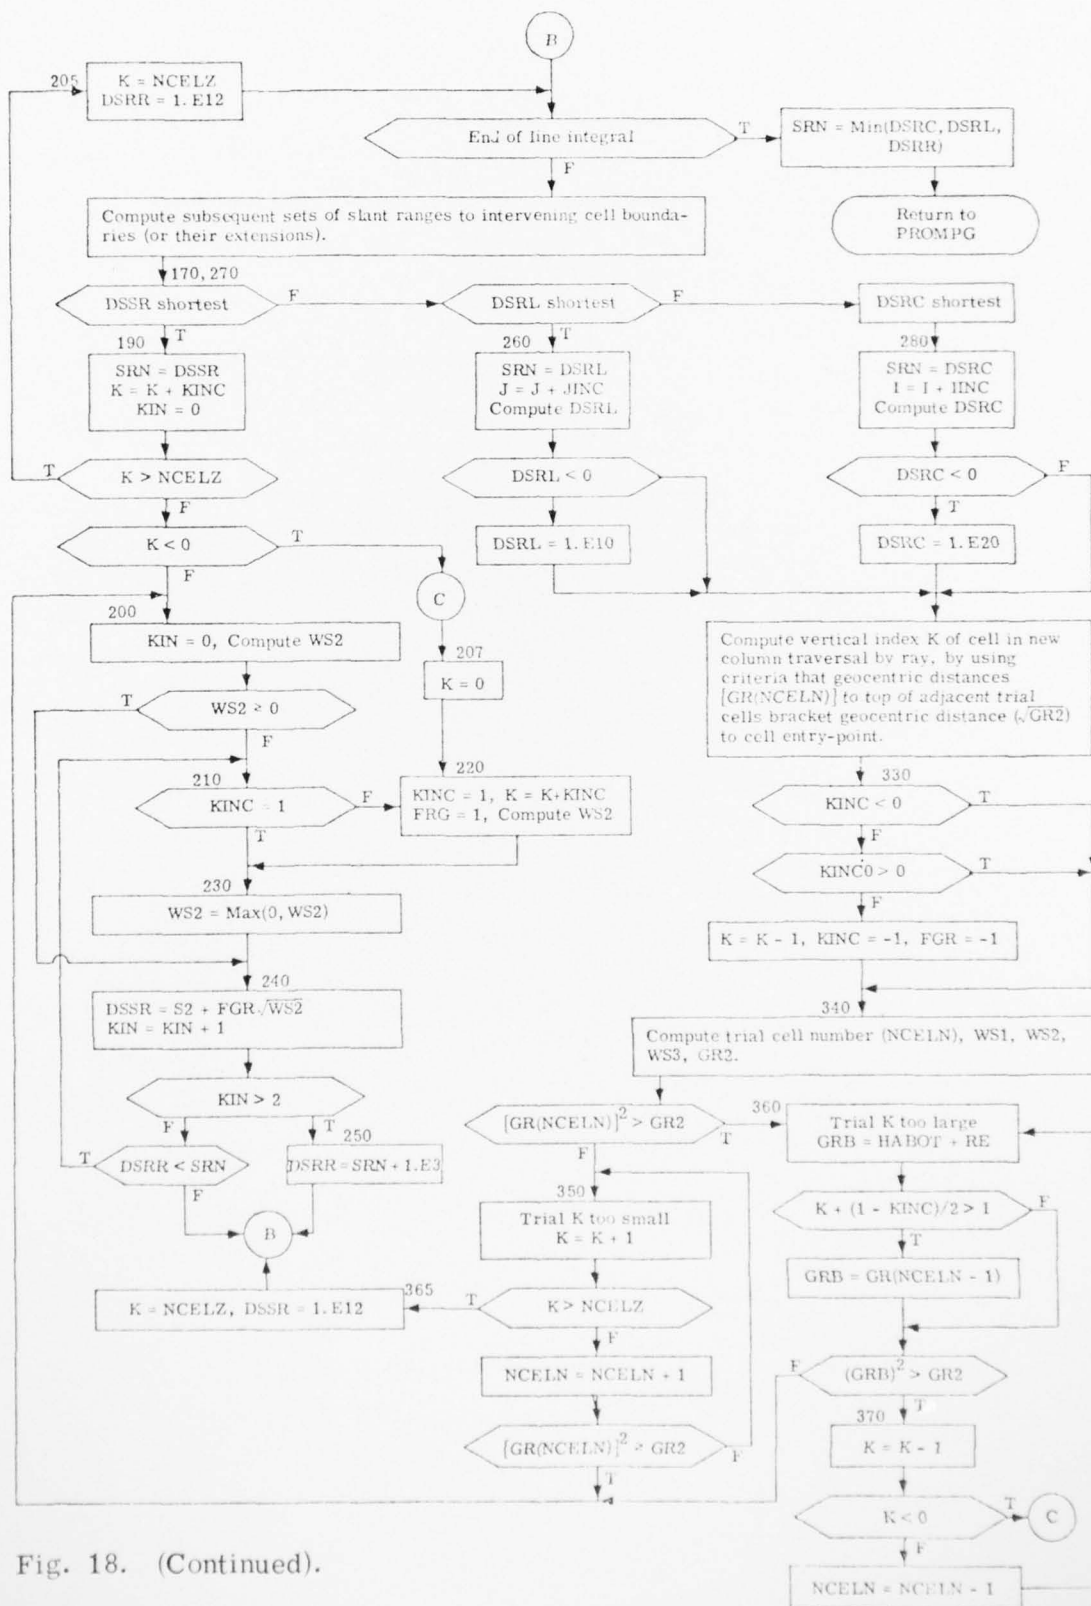 B
205
K = NCELZ
DSRR = 1. E12
End of line integral
T
SRN = Min(DSRC, DSRL,
DSRR)
F
Return to
PROMPG
Compute subsequent sets of slant ranges to intervening cell bounda-
ries (or their extensions).
170, 270
DSSR shortest
F
DSRL shortest
F
DSRC shortest
190
T
260
T
280
SRN = DSSR
K = K + KINC
KIN = 0
SRN = DSRL
J = J + JINC
Compute DSRL
SRN = DSRC
I = I + IINC
Compute DSRC
T
K > NCELZ
DSRL < 0
DSRC < 0
F
F
T
K < 0
T
DSRL = 1. E10
DSRC = 1. E20
F
C
200
KIN = 0, Compute WS2
207
K = 0
Compute vertical index K of cell in new
column traversal by ray, by using
criteria that geocentric distances
[GR(NCELN)] to top of adjacent trial
cells bracket geocentric distance (√GR2)
to cell entry-point.
T
WS2 ≥ 0
F
210
220
330
KINC = 1
F
KINC = 1, K = K+KINC
FRG = 1, Compute WS2
KINC < 0
T
T
F
230
KINC0 > 0
T
WS2 = Max(0, WS2)
F
K = K - 1, KINC = -1, FGR = -1
240
DSSR = S2 + FGR√WS2
KIN = KIN + 1
340
Compute trial cell number (NCELN), WS1, WS2,
WS3, GR2.
KIN > 2
[GR(NCELN)]² > GR2
360
Trial K too large
GRB = HABOT + RE
F
T
T
250
F
T
DSRR < SRN
DSRR = SRN + 1. E3
350
F
Trial K too small
K = K + 1
K + (1 - KINC)/2 > 1
F
B
T
GRB = GR(NCELN - 1)
K = NCELZ, DSSR = 1. E12
365
T
K > NCELZ
F
NCELN = NCELN + 1
F
(GRB)² > GR2
T
370
[GR(NCELN)]² > GR2
F
K = K - 1
T
K < 0
T
C
F
NCELN = NCELN - 1
Fig. 18. (Continued).